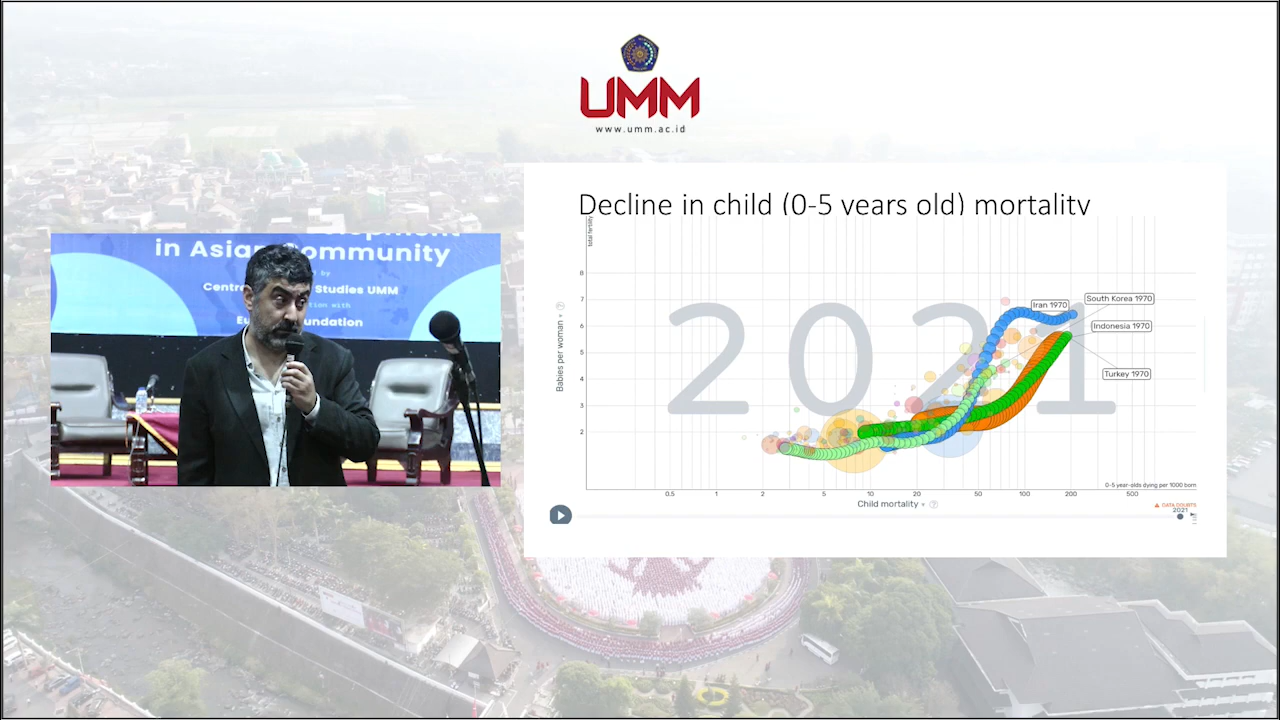 UMM
www.umm.ac.id
Decline in child (0-5 years old) mortality
in Asian Community
by
Centre Studies UMM
with
Foundation
total fertility
Babies per woman
8
7
6
5
4
3
2
2021
Iran 1970
South Korea 1970
Indonesia 1970
Turkey 1970
0-5 year-olds dying per 1000 born
0.5
1
2
5
10
20
50
100
200
500
Child mortality
?
DATA DOUBTS
2021